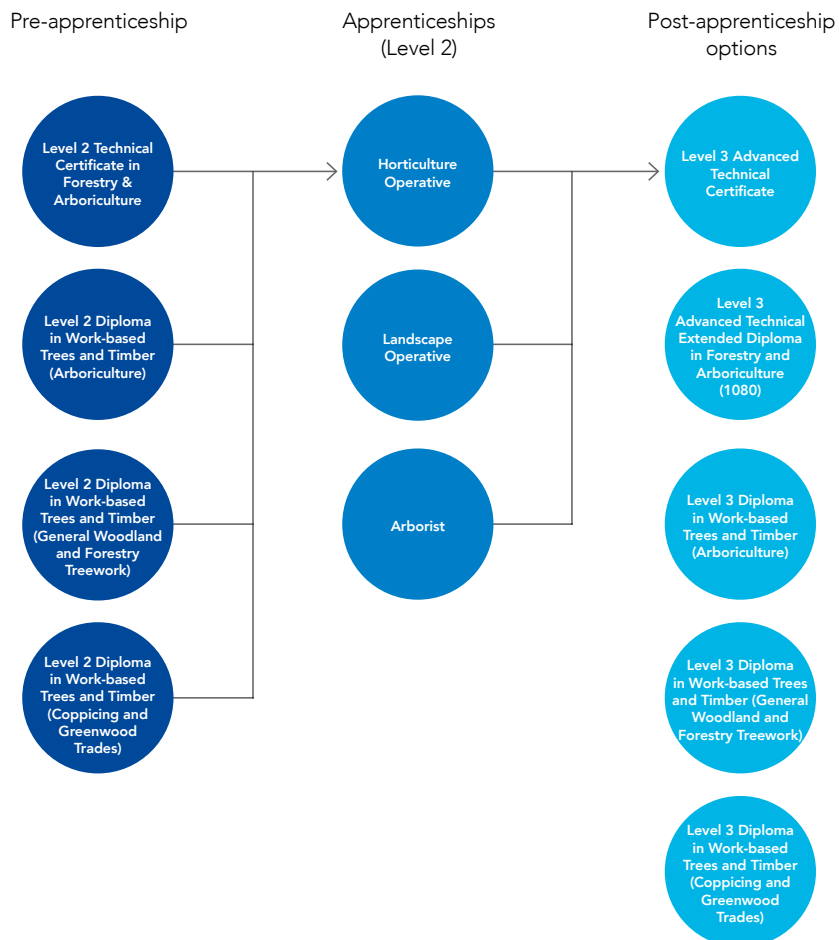 Pre-apprenticeship
Apprenticeships
(Level 2)
Post-apprenticeship
options
Level 2 Technical
Certificate in
Forestry &
Arboriculture
Level 2 Diploma
in Work-based
Trees and Timber
(Arboriculture)
Level 2 Diploma
in Work-based
Trees and Timber
(General Woodland
and Forestry
Treework)
Level 2 Diploma
in Work-based
Trees and Timber
(Coppicing and
Greenwood
Trades)
Horticulture
Operative
Landscape
Operative
Arborist
Level 3 Advanced
Technical
Certificate
Level 3
Advanced Technical
Extended Diploma
in Forestry and
Arboriculture
(1080)
Level 3 Diploma
in Work-based
Trees and Timber
(Arboriculture)
Level 3 Diploma
in Work-based Trees
and Timber (General
Woodland and
Forestry Treework)
Level 3 Diploma
in Work-based
Trees and Timber
(Coppicing and
Greenwood
Trades)